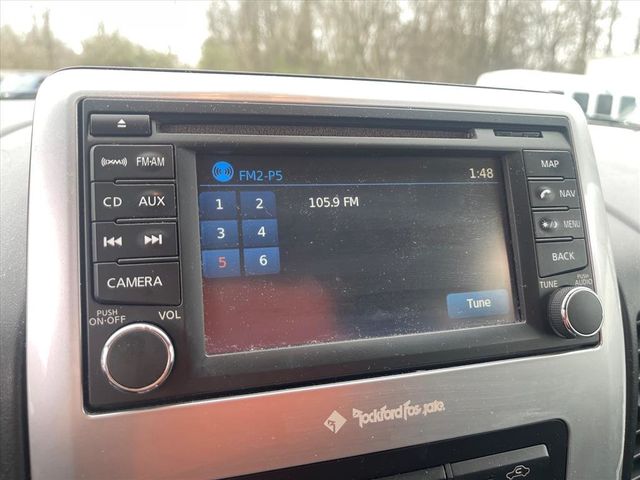 FM2-P5
1:48
105.9 FM
1 2
3 4
5 6
Tune
((XM)) FM-AM
CD AUX
CAMERA
PUSH
ON·OFF
VOL
MAP
NAV
MENU
BACK
TUNE
PUSH
AUDIO
Rockford Fosgate